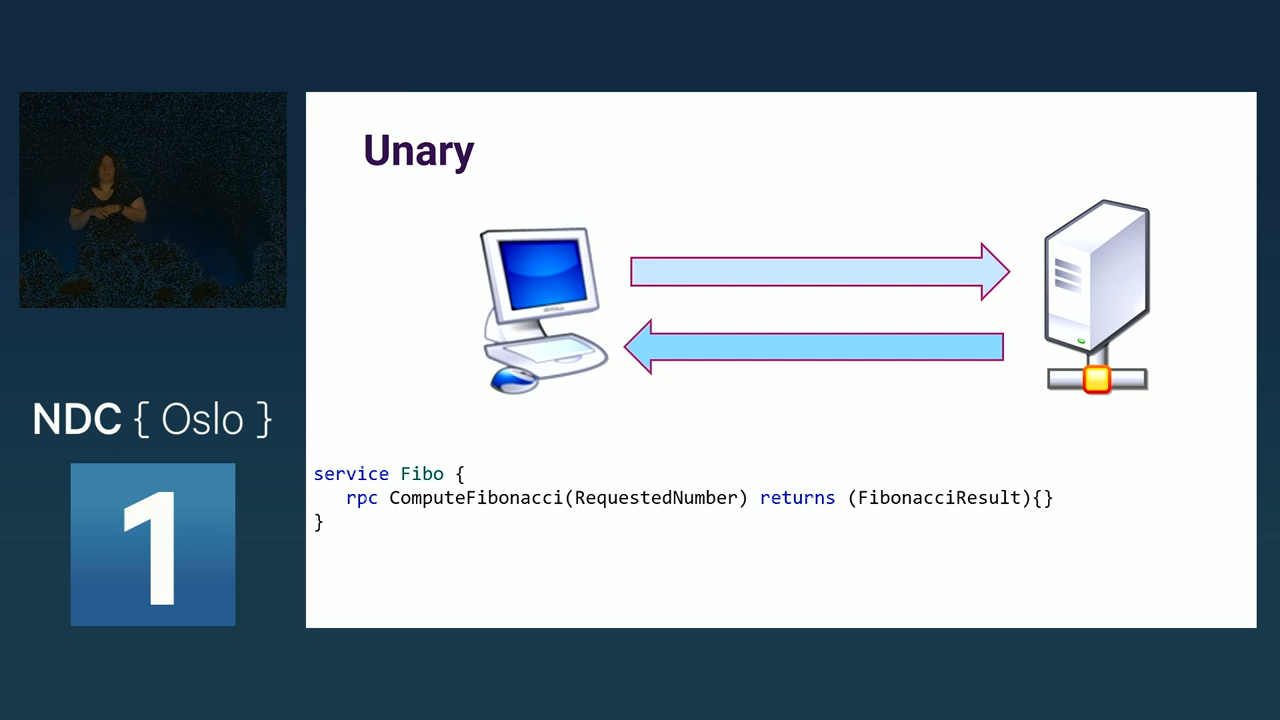 Unary
NDC { Oslo }
1
service Fibo {
   rpc ComputeFibonacci(RequestedNumber) returns (FibonacciResult){}
}